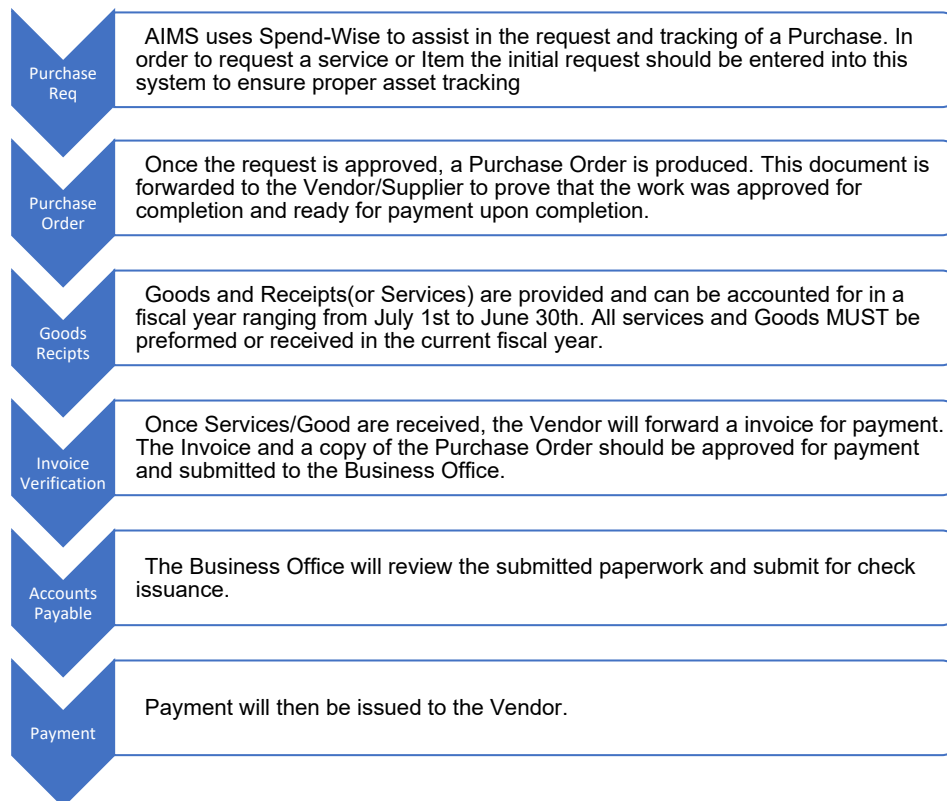 Purchase
Req
AIMS uses Spend-Wise to assist in the request and tracking of a Purchase. In
order to request a service or Item the initial request should be entered into this
system to ensure proper asset tracking
Purchase
Order
Once the request is approved, a Purchase Order is produced. This document is
forwarded to the Vendor/Supplier to prove that the work was approved for
completion and ready for payment upon completion.
Goods
Recipts
Goods and Receipts(or Services) are provided and can be accounted for in a
fiscal year ranging from July 1st to June 30th. All services and Goods MUST be
preformed or received in the current fiscal year.
Invoice
Verification
Once Services/Good are received, the Vendor will forward a invoice for payment.
The Invoice and a copy of the Purchase Order should be approved for payment
and submitted to the Business Office.
Accounts
Payable
The Business Office will review the submitted paperwork and submit for check
issuance.
Payment
Payment will then be issued to the Vendor.